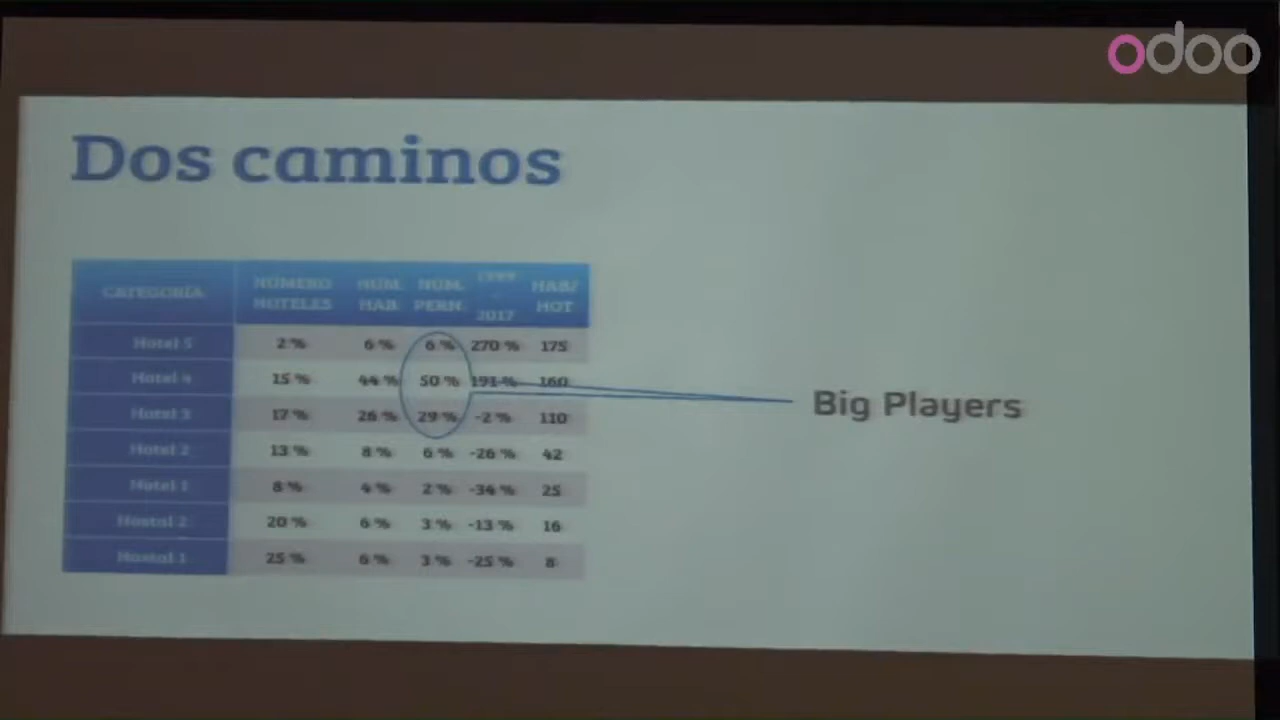 odoo
Dos caminos
CATEGORÍA NÚMERO HOTELES NÚM. HAB NÚM. PERN. 1999 - 2017 HAB/ HOT
Hotel 5 2 % 6 % 6 % 270 % 175
Hotel 4 15 % 44 % 50 % 191 % 160
Hotel 3 17 % 26 % 29 % -2 % 110
Hotel 2 13 % 8 % 6 % -26 % 42
Hotel 1 8 % 4 % 2 % -34 % 25
Hostal 2 20 % 6 % 3 % -13 % 16
Hostal 1 25 % 6 % 3 % -25 % 8
Big Players